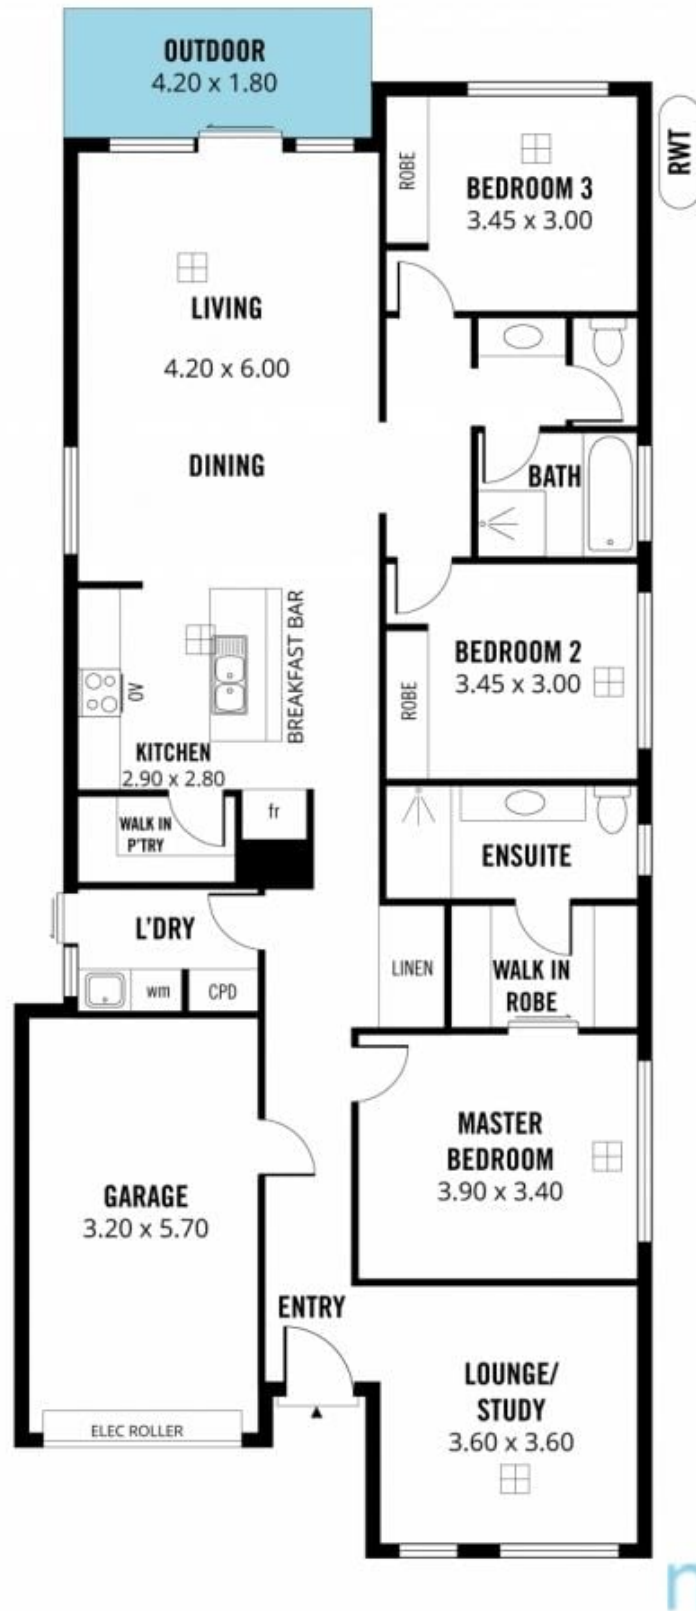 OUTDOOR
4.20 x 1.80
ROBE
BEDROOM 3
3.45 x 3.00
RWT
LIVING
4.20 x 6.00
DINING
BATH
BREAKFAST BAR
OV
KITCHEN
2.90 x 2.80
ROBE
BEDROOM 2
3.45 x 3.00
WALK IN
P'TRY
fr
ENSUITE
L'DRY
wm
CPD
LINEN
WALK IN
ROBE
MASTER
BEDROOM
3.90 x 3.40
GARAGE
3.20 x 5.70
ELEC ROLLER
ENTRY
LOUNGE/
STUDY
3.60 x 3.60